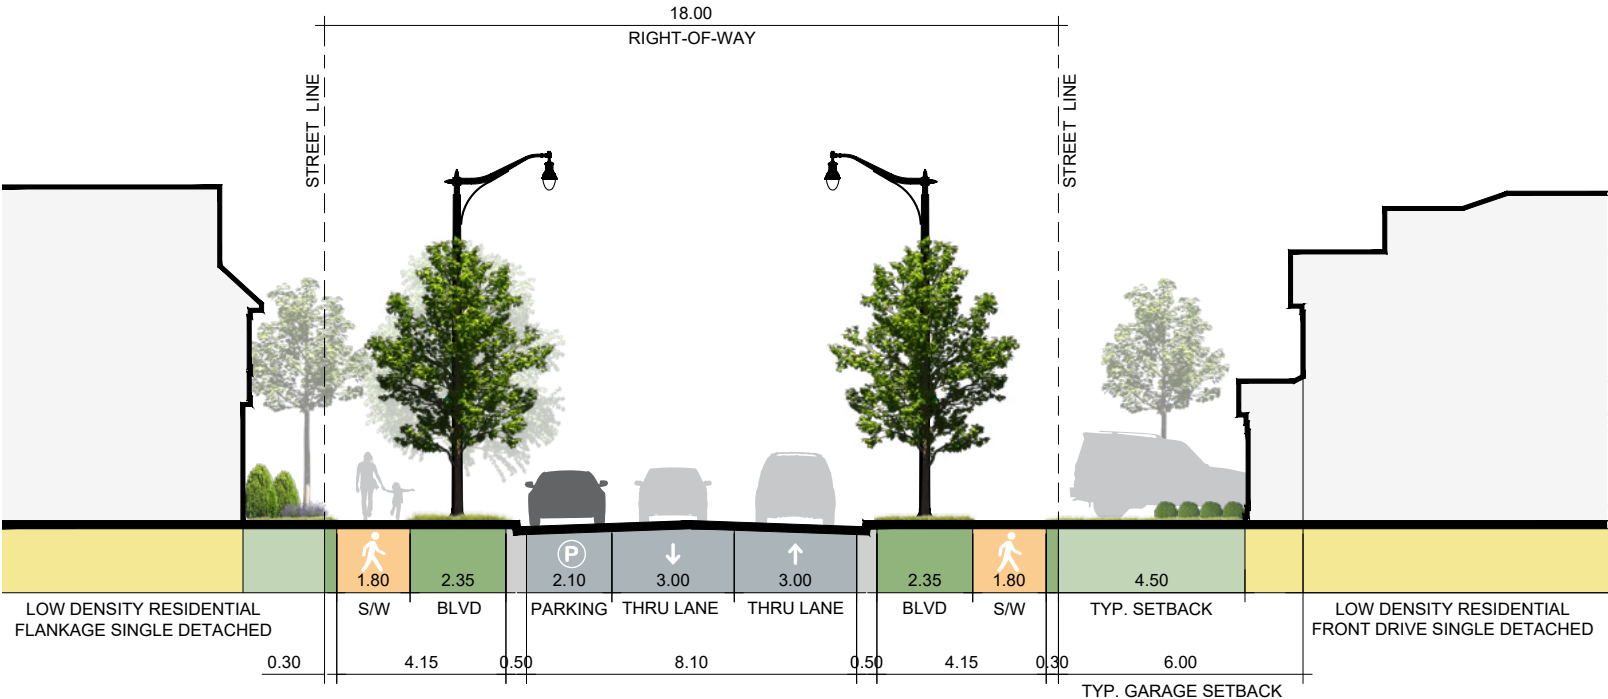 18.00
RIGHT-OF-WAY
STREET LINE
STREET LINE
P
1.80
2.35
2.10
3.00
3.00
2.35
1.80
4.50
S/W
BLVD
PARKING
THRU LANE
THRU LANE
BLVD
S/W
TYP. SETBACK
LOW DENSITY RESIDENTIAL
FLANKAGE SINGLE DETACHED
LOW DENSITY RESIDENTIAL
FRONT DRIVE SINGLE DETACHED
0.30
4.15
0.50
8.10
0.50
4.15
0.30
6.00
TYP. GARAGE SETBACK